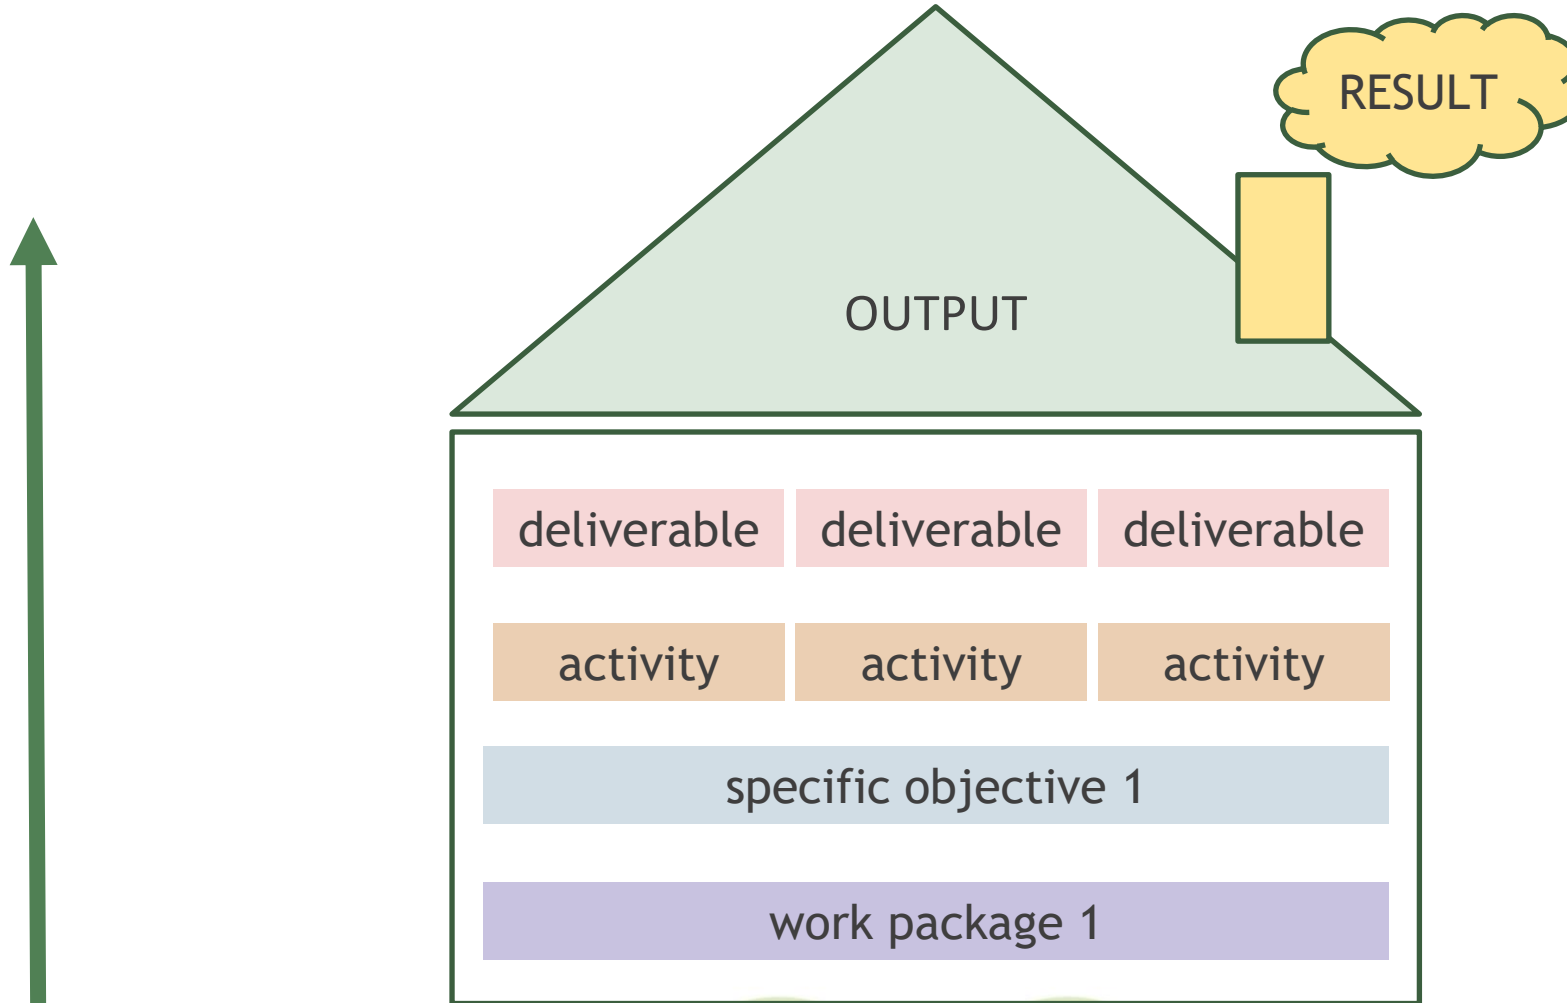 RESULT
OUTPUT
deliverable deliverable deliverable
activity activity activity
specific objective 1
work package 1